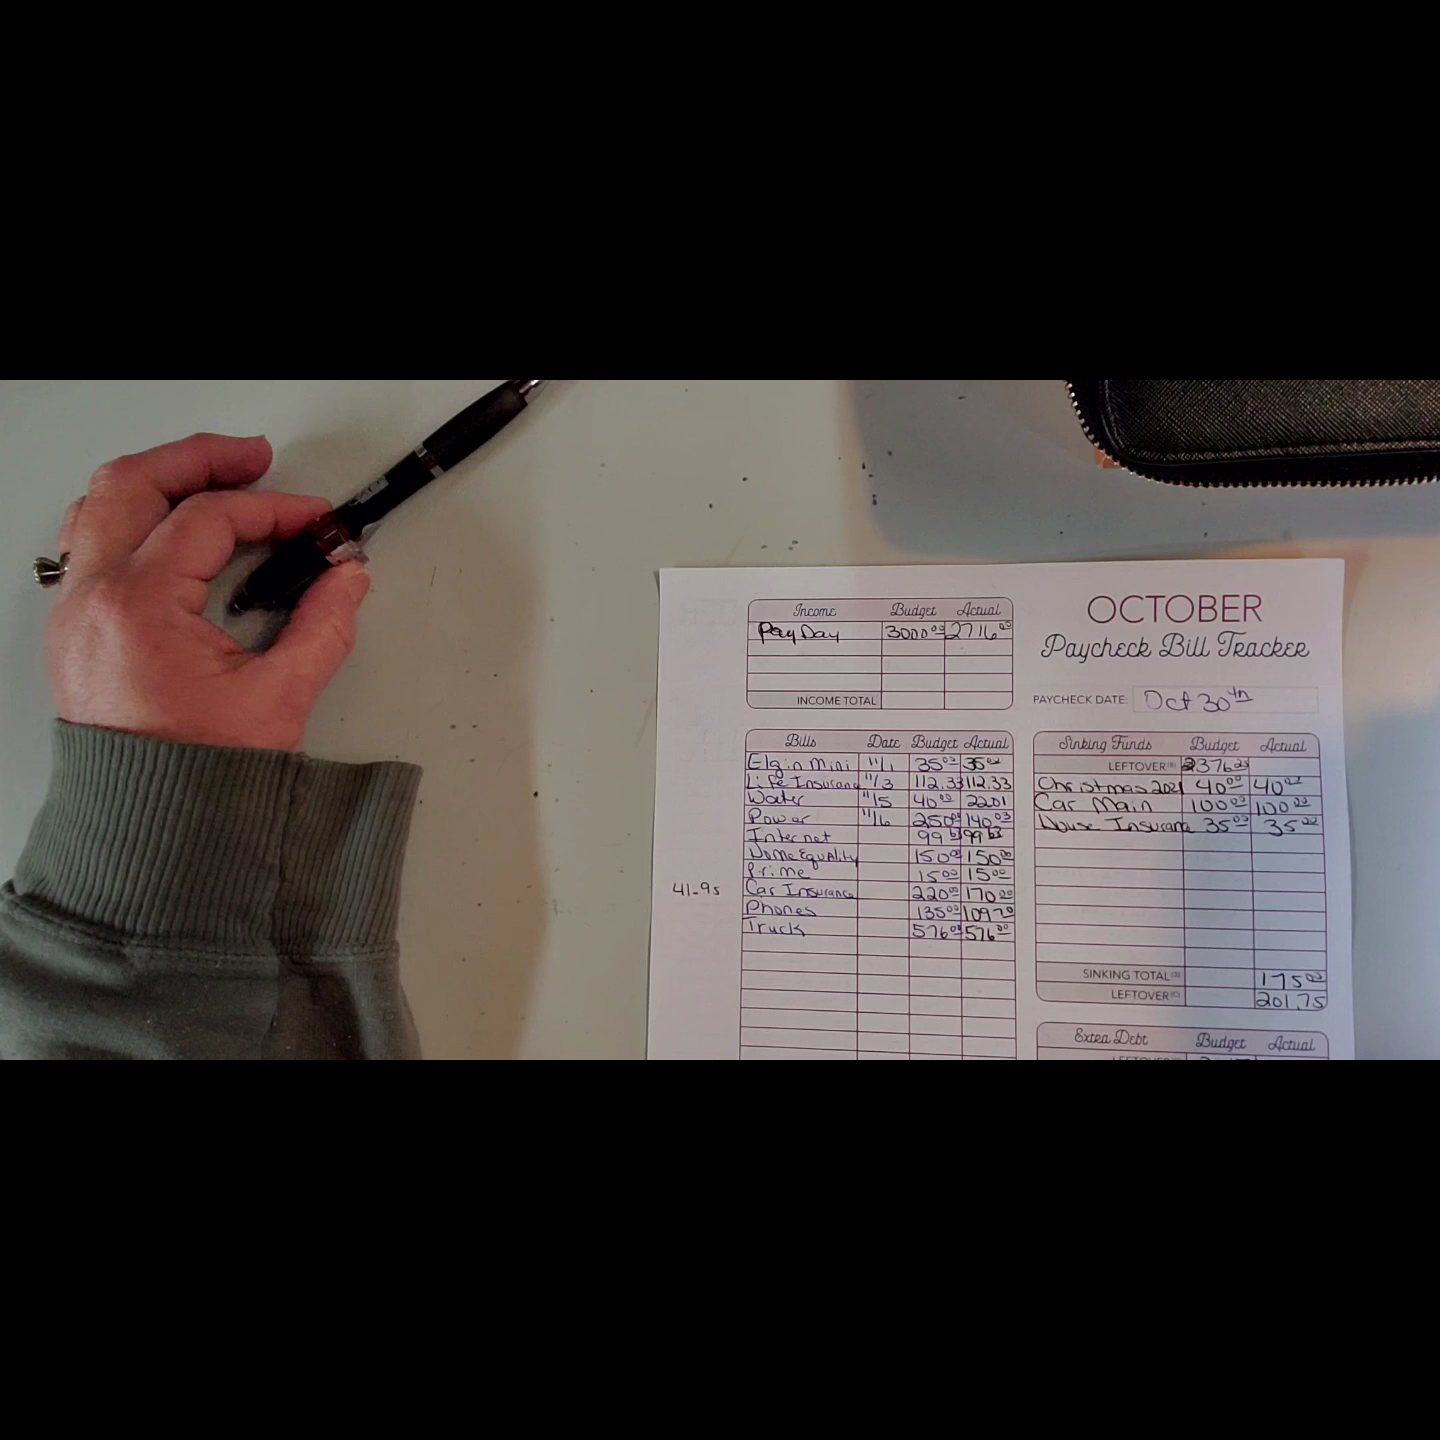 Income Budget Actual
Pay Day 3000 00 2716 00
INCOME TOTAL
OCTOBER
Paycheck Bill Tracker
PAYCHECK DATE: Oct 30th
Bills Date Budget Actual
Elgin Mini 11/1 35 00 35 00
Life Insuranc 11/3 112.33 112.33
Water 11/5 40 00 22.01
Power 11/6 250 00 140 03
Internet 99 63 99 63
Home Equality 150 00 150 00
Prime 15 00 15 00
41-95
Car Insurance 220 00 170 20
Phones 135 00 109 70
Truck 576 00 576 00
Sinking Funds Budget Actual
LEFTOVER
Christmas 2021 40 00 40 00
Car Main 100 00 100 00
House Insuranc 35 00 35 00
SINKING TOTAL 175 00
LEFTOVER 201.75
Extra Debt Budget Actual